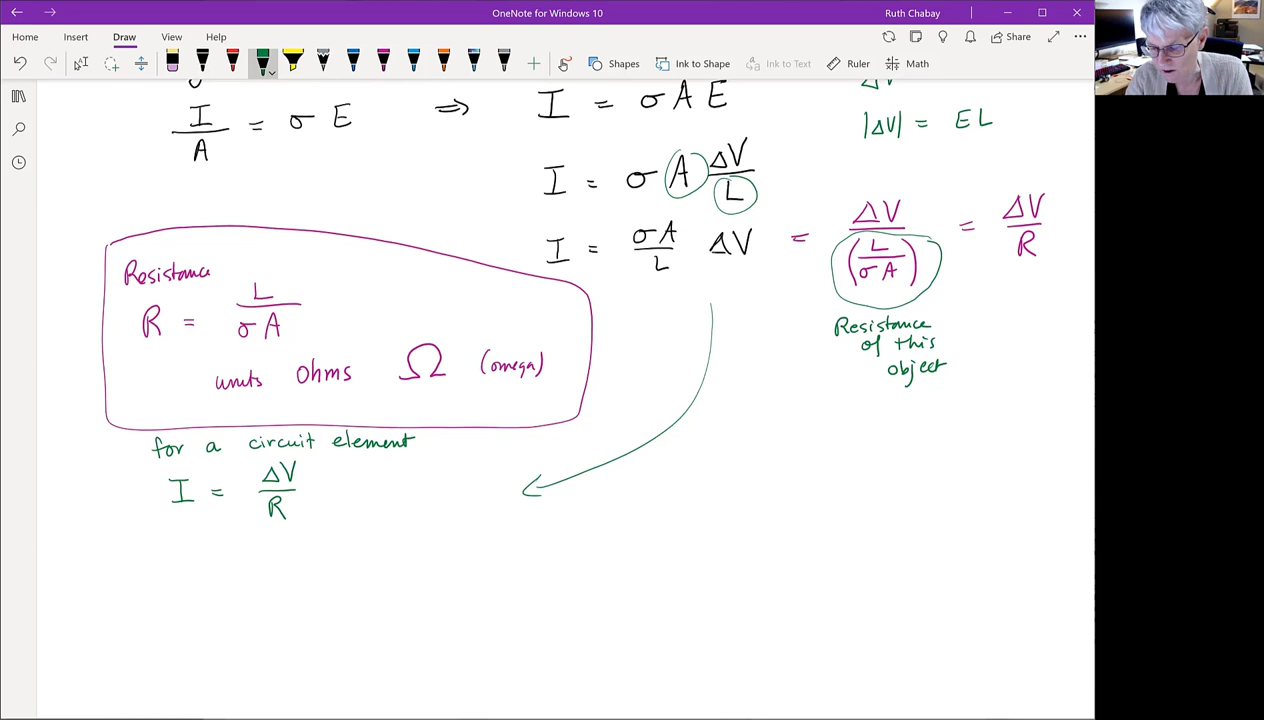 OneNote for Windows 10
Ruth Chabay
Home Insert Draw View Help
Share
Shapes Ink to Shape Ink to Text Ruler Math
I/A = σ E ⇒ I = σ A E
ΔV
|ΔV| = EL
I = σ A ΔV/L
I = σA/L ΔV = ΔV/(L/σA) = ΔV/R
Resistance
of this
object
Resistance
R = L/σA
units ohms Ω (omega)
for a circuit element
I = ΔV/R